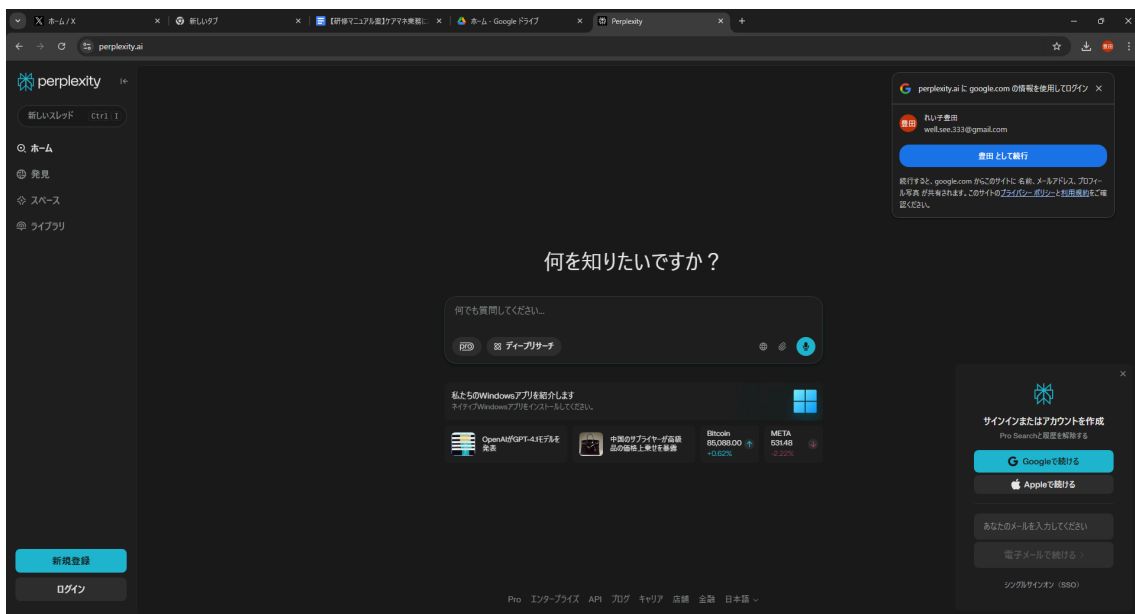 ホーム / X
新しいタブ
【研修マニュアル案】ケアマネ業務に
ホーム - Google ドライブ
Perplexity
perplexity.ai
豊田
perplexity
新しいスレッド Ctrl I
ホーム
発見
スペース
ライブラリ
新規登録
ログイン
何を知りたいですか？
何でも質問してください...
pro
ディープリサーチ
私たちのWindowsアプリを紹介します
ネイティブWindowsアプリをインストールしてください。
OpenAIがGPT-4.1モデルを
発表
中国のサプライヤーが高級
品の価格上乗せを暴露
Bitcoin
85,088.00
+0.62%
META
531.48
-2.22%
Pro エンタープライズ API ブログ キャリア 店舗 金融 日本語
perplexity.ai に google.com の情報を使用してログイン
豊田
れい子豊田
well.see.333@gmail.com
豊田 として続行
続行すると、google.com からこのサイトに 名前、メールアドレス、プロフィー
ル写真 が共有されます。このサイトのプライバシー ポリシーと利用規約をご確
認ください。
サインインまたはアカウントを作成
Pro Searchと履歴を解除する
Googleで続ける
Appleで続ける
あなたのメールを入力してください
電子メールで続ける
シングルサインオン（SSO）